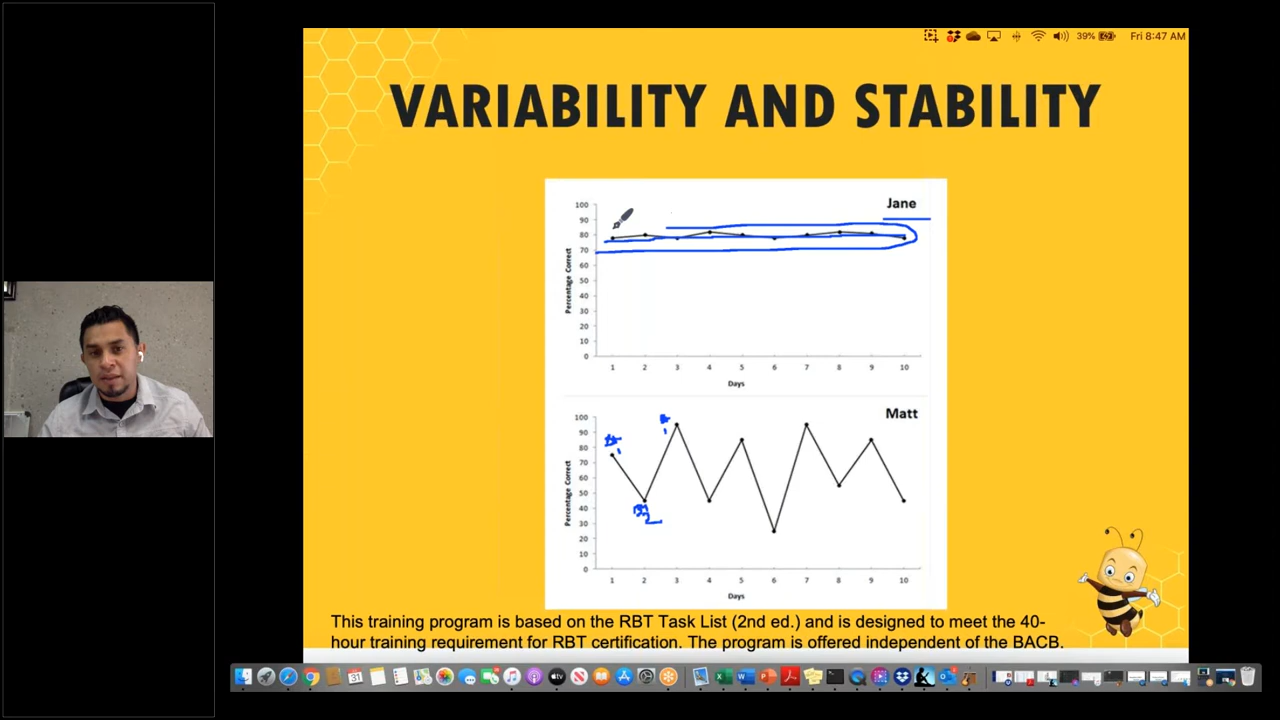 39% Fri 8:47 AM
VARIABILITY AND STABILITY
Jane
100
90
80
70
60
50
40
30
20
10
0
Percentage Correct
1 2 3 4 5 6 7 8 9 10
Days
Matt
100
90
80
70
60
50
40
30
20
10
0
Percentage Correct
1 2 3 4 5 6 7 8 9 10
Days
This training program is based on the RBT Task List (2nd ed.) and is designed to meet the 40-
hour training requirement for RBT certification. The program is offered independent of the BACB.
31